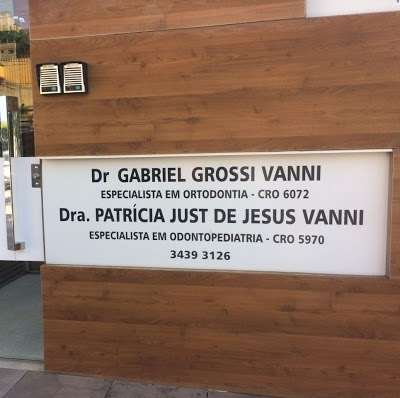 Dr GABRIEL GROSSI VANNI
ESPECIALISTA EM ORTODONTIA - CRO 6072
Dra. PATRÍCIA JUST DE JESUS VANNI
ESPECIALISTA EM ODONTOPEDIATRIA - CRO 5970
3439 3126